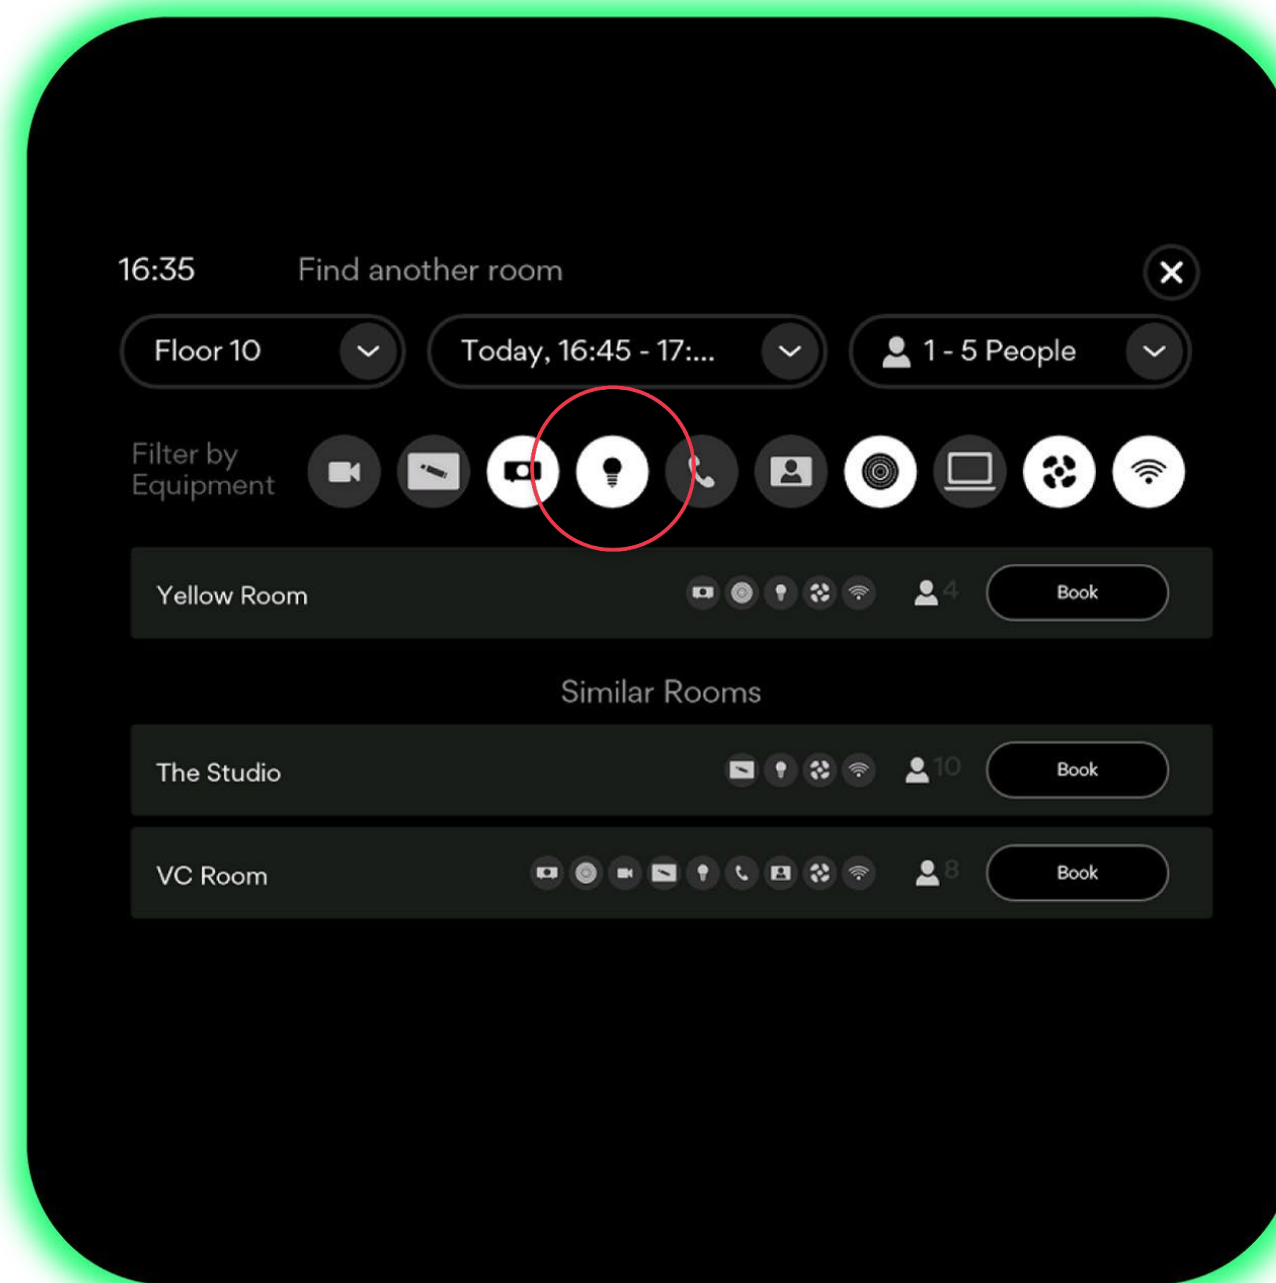 16:35 Find another room
Floor 10 Today, 16:45 - 17:... 1 - 5 People
Filter by
Equipment
Yellow Room 4 Book
Similar Rooms
The Studio 10 Book
VC Room 8 Book